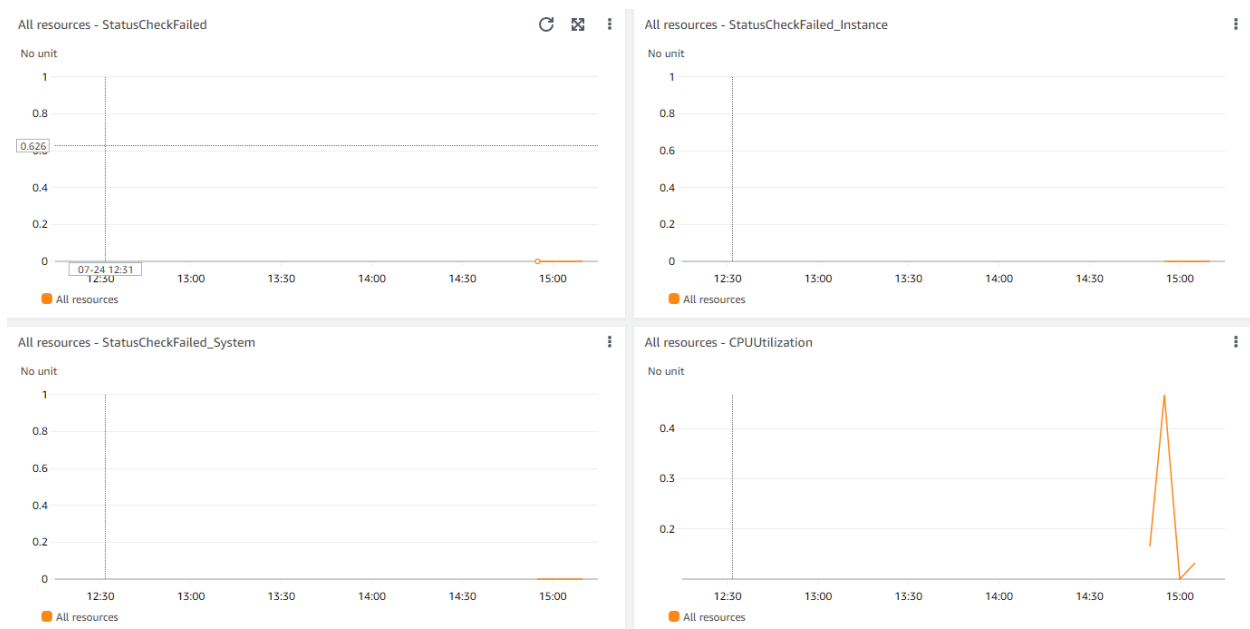 All resources - StatusCheckFailed
No unit
1
0.8
0.626
0.6
0.4
0.2
0
07-24 12:31
12:30 13:00 13:30 14:00 14:30 15:00
All resources
All resources - StatusCheckFailed_Instance
No unit
1
0.8
0.6
0.4
0.2
0
12:30 13:00 13:30 14:00 14:30 15:00
All resources
All resources - StatusCheckFailed_System
No unit
1
0.8
0.6
0.4
0.2
0
12:30 13:00 13:30 14:00 14:30 15:00
All resources
All resources - CPUUtilization
No unit
0.4
0.3
0.2
12:30 13:00 13:30 14:00 14:30 15:00
All resources